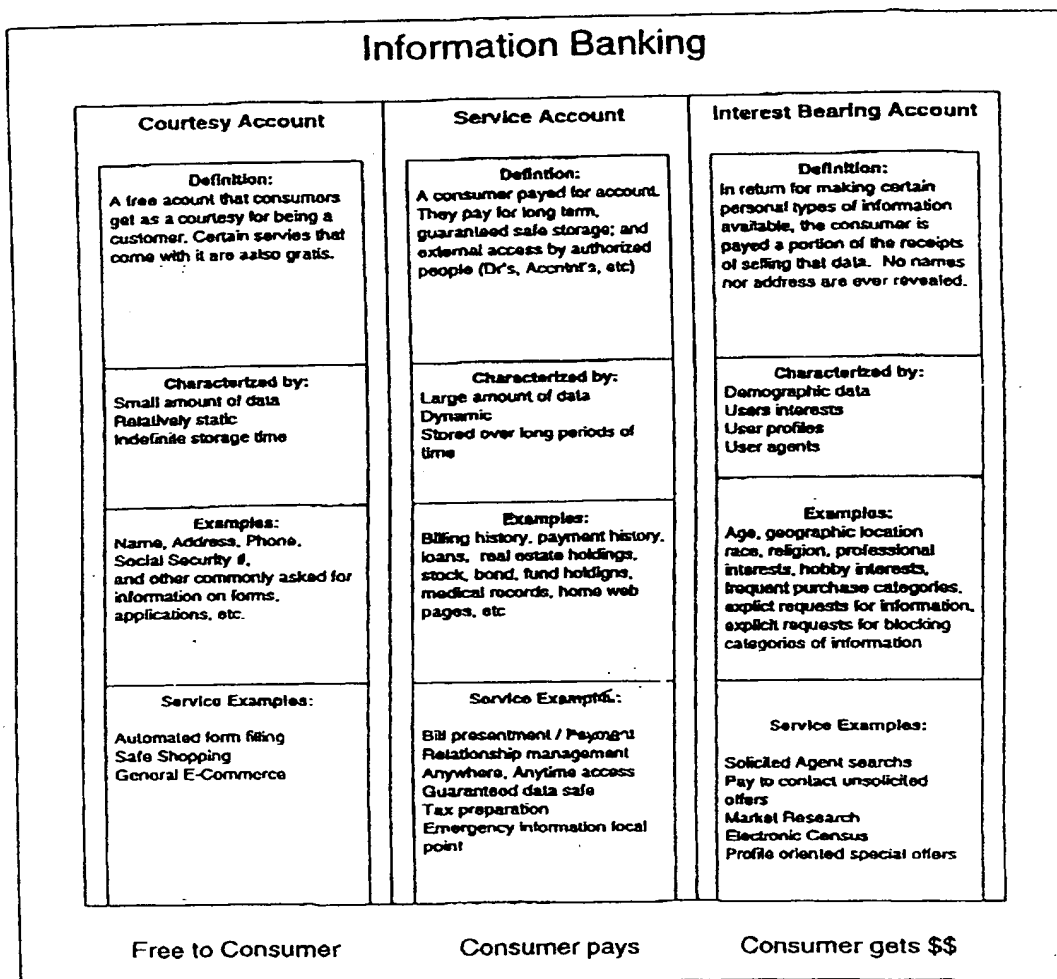 Information Banking
Courtesy Account
Definition:
A free acount that consumors
get as a courtesy for being a
customer. Certain servies that
come with it are aalso gratis.
Characterized by:
Small amount of data
Relatively static
Indefinite storage time
Examples:
Name, Address, Phone,
Social Security #,
and other commonly asked for
information on forms,
applications, etc.
Service Examples:
Automated form filling
Safe Shopping
General E-Commerce
Free to Consumer
Service Account
Defintion:
A consumer payed for account.
They pay for long term,
guaranteed safe storage; and
external access by authorized
people (Dr's, Accntnt's, etc)
Characterized by:
Large amount of data
Dynamic
Stored over long periods of
time
Examples:
Billing history, payment history,
loans, real estate holdings,
stock, bond, fund holdigns,
medical records, home web
pages, etc
Service Examples:
Bill presentment / Payment
Relationship management
Anywhere, Anytime access
Guaranteed data safe
Tax preparation
Emergency Information focal
point
Consumer pays
Interest Bearing Account
Definition:
In return for making certain
personal types of information
available, the consumer is
payed a portion of the receipts
of selling that data. No names
nor address are ever revealed.
Characterized by:
Demographic data
Users interests
User profiles
User agents
Examples:
Age, geographic location
race, religion, professional
interests, hobby interests,
frequent purchase categories,
explict requests for information,
explicit requests for blocking
categories of information
Service Examples:
Solicited Agent searchs
Pay to contact unsolicited
offers
Market Research
Electronic Census
Profile oriented special offers
Consumer gets $$